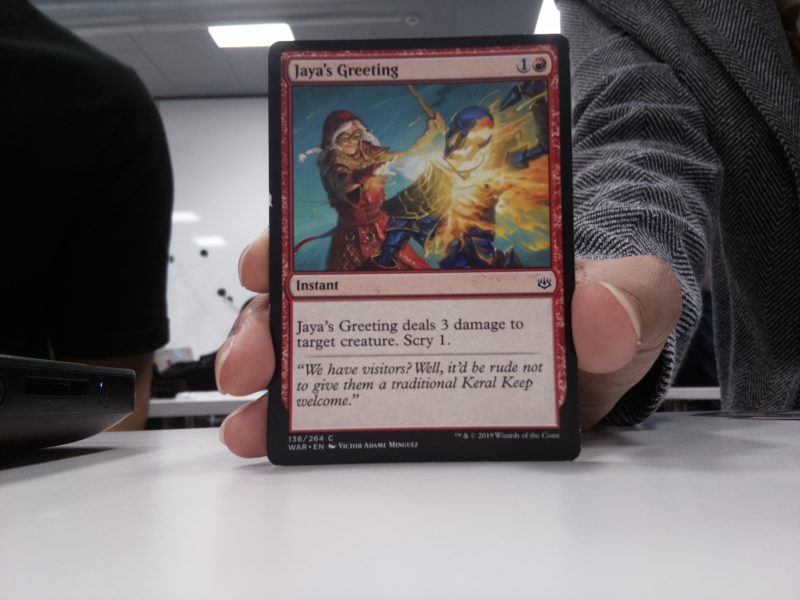 Jaya's Greeting 1
Instant
Jaya's Greeting deals 3 damage to
target creature. Scry 1.
“We have visitors? Well, it'd be rude not
to give them a traditional Keral Keep
welcome.”
136/264 C
WAR • EN Victor Adame Minguez
™ & © 2019 Wizards of the Coast